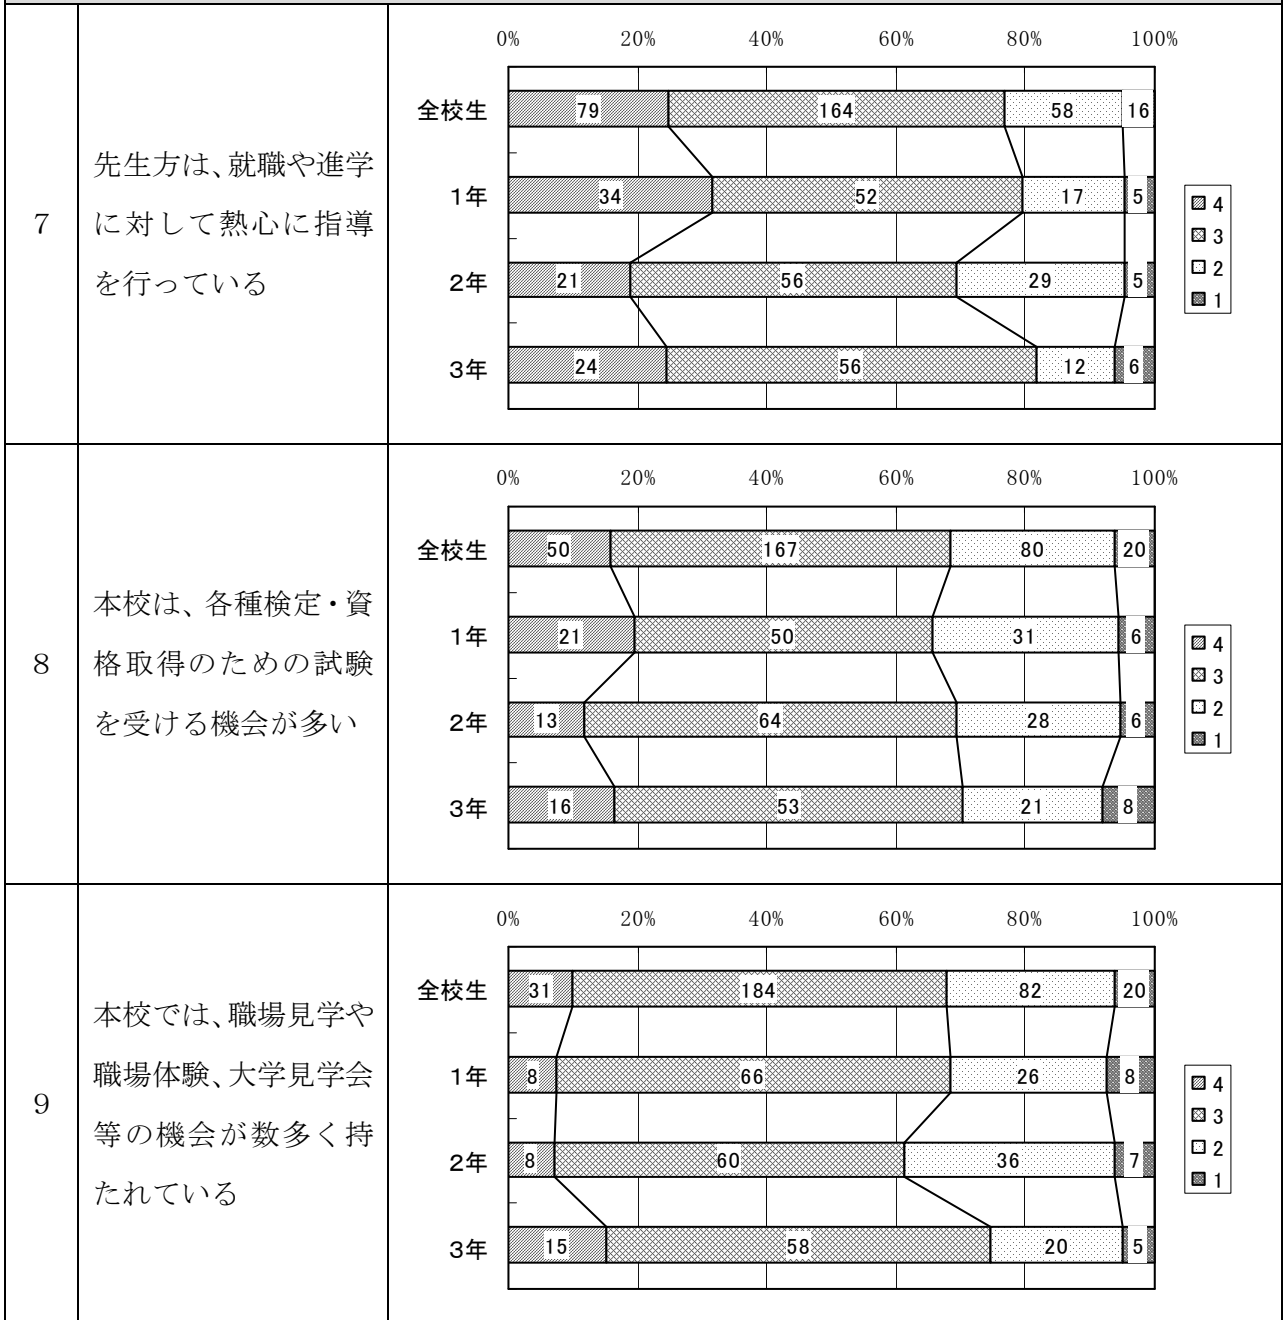 7
先生方は、就職や進学
に対して熱心に指導
を行っている
0% 20% 40% 60% 80% 100%
全校生 79 164 58 16
1年 34 52 17 5
2年 21 56 29 5
3年 24 56 12 6
4
3
2
1
8
本校は、各種検定・資
格取得のための試験
を受ける機会が多い
0% 20% 40% 60% 80% 100%
全校生 50 167 80 20
1年 21 50 31 6
2年 13 64 28 6
3年 16 53 21 8
4
3
2
1
9
本校では、職場見学や
職場体験、大学見学会
等の機会が数多く持
たれている
0% 20% 40% 60% 80% 100%
全校生 31 184 82 20
1年 8 66 26 8
2年 8 60 36 7
3年 15 58 20 5
4
3
2
1